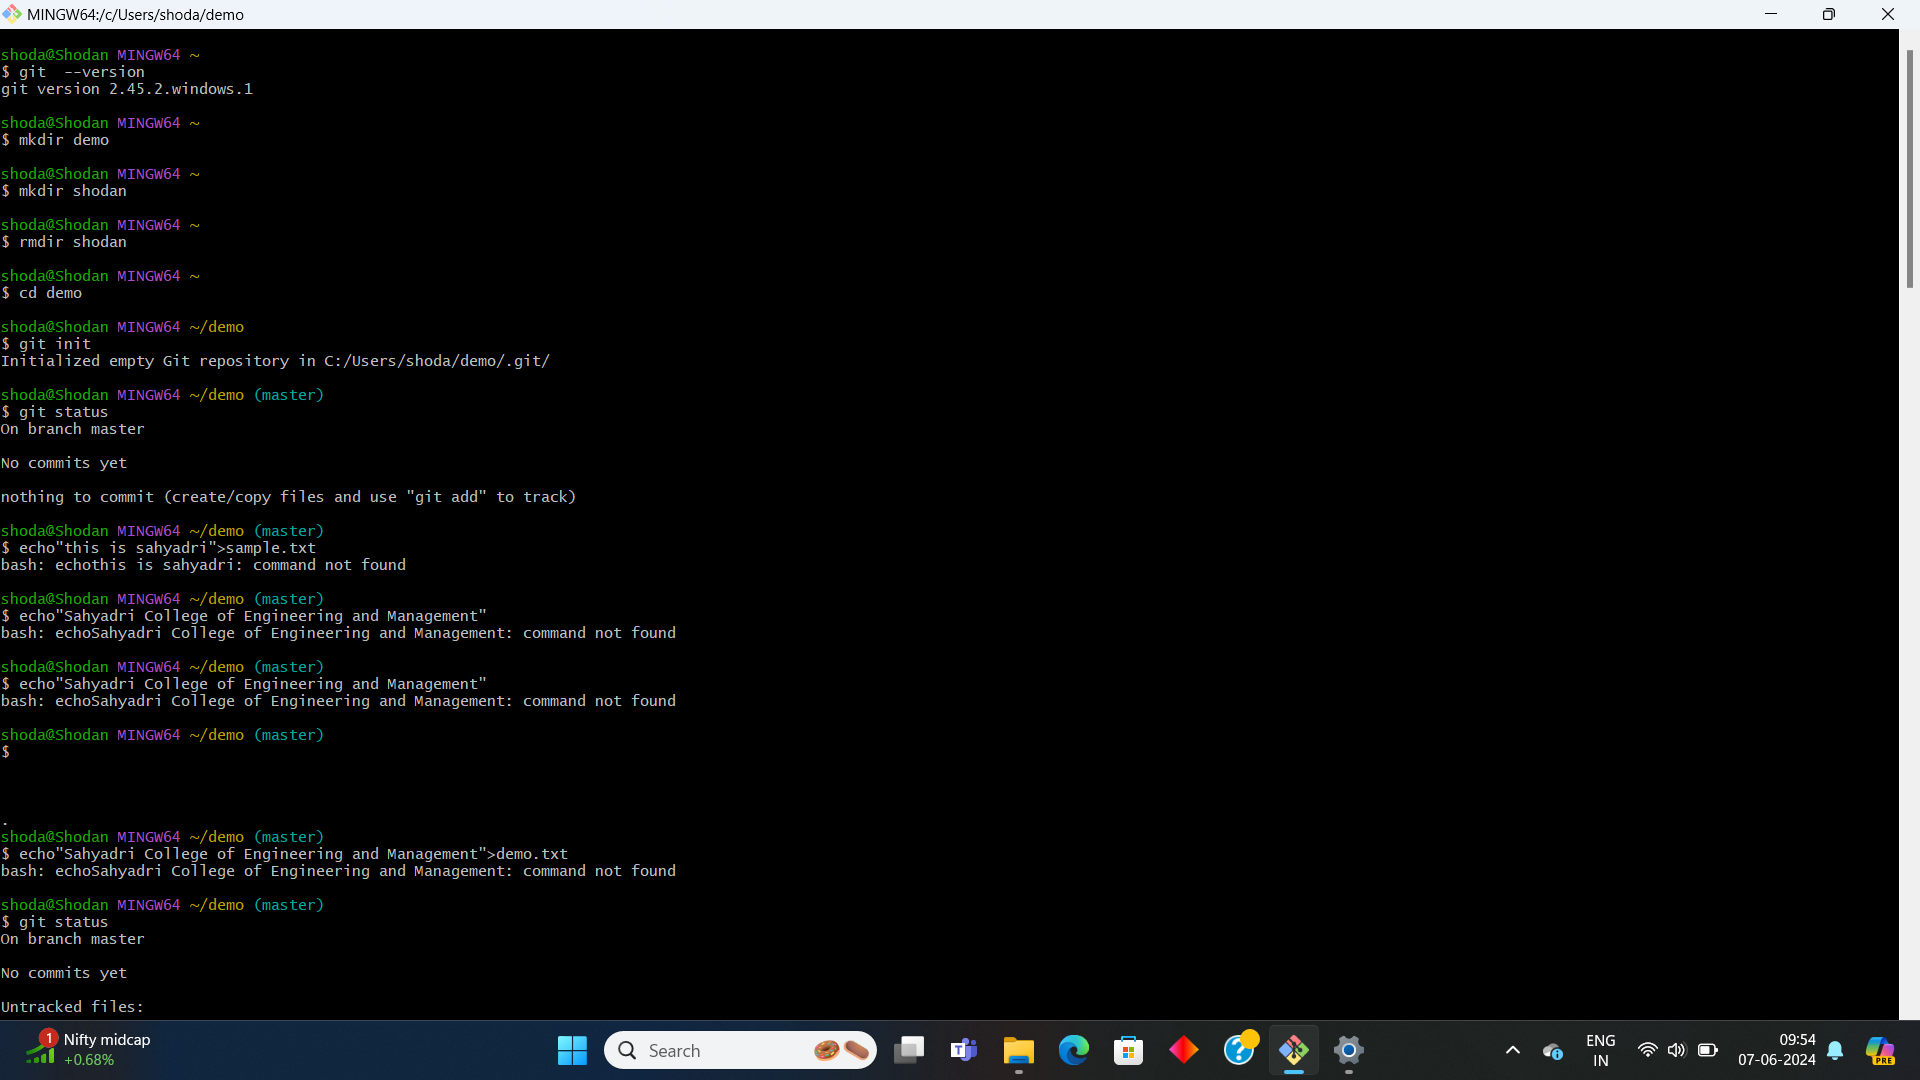 MINGW64:/c/Users/shoda/demo
shoda@Shodan MINGW64 ~
$ git  --version
git version 2.45.2.windows.1
shoda@Shodan MINGW64 ~
$ mkdir demo
shoda@Shodan MINGW64 ~
$ mkdir shodan
shoda@Shodan MINGW64 ~
$ rmdir shodan
shoda@Shodan MINGW64 ~
$ cd demo
shoda@Shodan MINGW64 ~/demo
$ git init
Initialized empty Git repository in C:/Users/shoda/demo/.git/
shoda@Shodan MINGW64 ~/demo (master)
$ git status
On branch master
No commits yet
nothing to commit (create/copy files and use "git add" to track)
shoda@Shodan MINGW64 ~/demo (master)
$ echo"this is sahyadri">sample.txt
bash: echothis is sahyadri: command not found
shoda@Shodan MINGW64 ~/demo (master)
$ echo"Sahyadri College of Engineering and Management"
bash: echoSahyadri College of Engineering and Management: command not found
shoda@Shodan MINGW64 ~/demo (master)
$ echo"Sahyadri College of Engineering and Management"
bash: echoSahyadri College of Engineering and Management: command not found
shoda@Shodan MINGW64 ~/demo (master)
$
.
shoda@Shodan MINGW64 ~/demo (master)
$ echo"Sahyadri College of Engineering and Management">demo.txt
bash: echoSahyadri College of Engineering and Management: command not found
shoda@Shodan MINGW64 ~/demo (master)
$ git status
On branch master
No commits yet
Untracked files:
1 Nifty midcap
+0.68%
Search
ENG
IN
09:54
07-06-2024
PRE